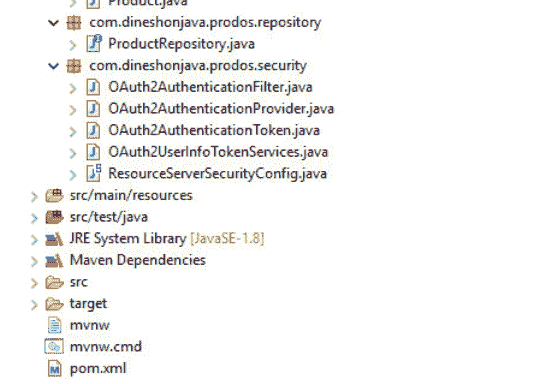 Product.java
com.dineshonjava.prodos.repository
ProductRepository.java
com.dineshonjava.prodos.security
OAuth2AuthenticationFilter.java
OAuth2AuthenticationProvider.java
OAuth2AuthenticationToken.java
OAuth2UserInfoTokenServices.java
ResourceServerSecurityConfig.java
src/main/resources
src/test/java
JRE System Library [JavaSE-1.8]
Maven Dependencies
src
target
mvnw
mvnw.cmd
pom.xml